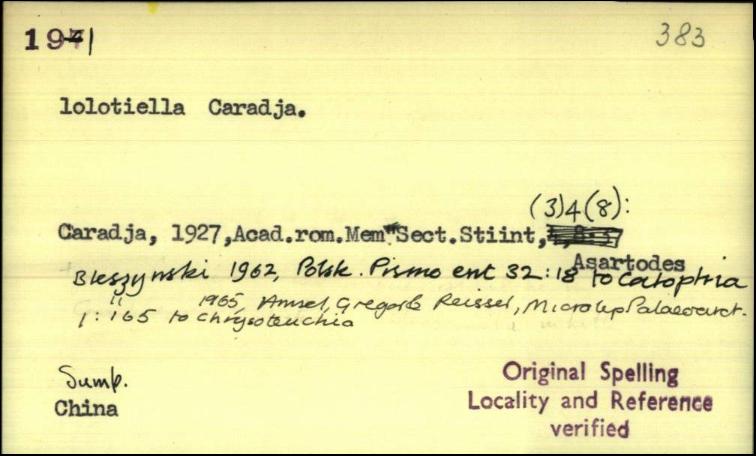 191
383
lolotiella Caradja.
(3)4(8):
Caradja, 1927,Acad.rom.Mem"Sect.Stiint,
Asartodes
Bleszynski 1962, Polsk. Pismo ent 32:18 to Catoptria
" 1965, Amsel, Gregor & Reisser, Microlep Palaearct.
1:165 to Chrysoteuchia
Original Spelling
Sump.
Locality and Reference
China
verified